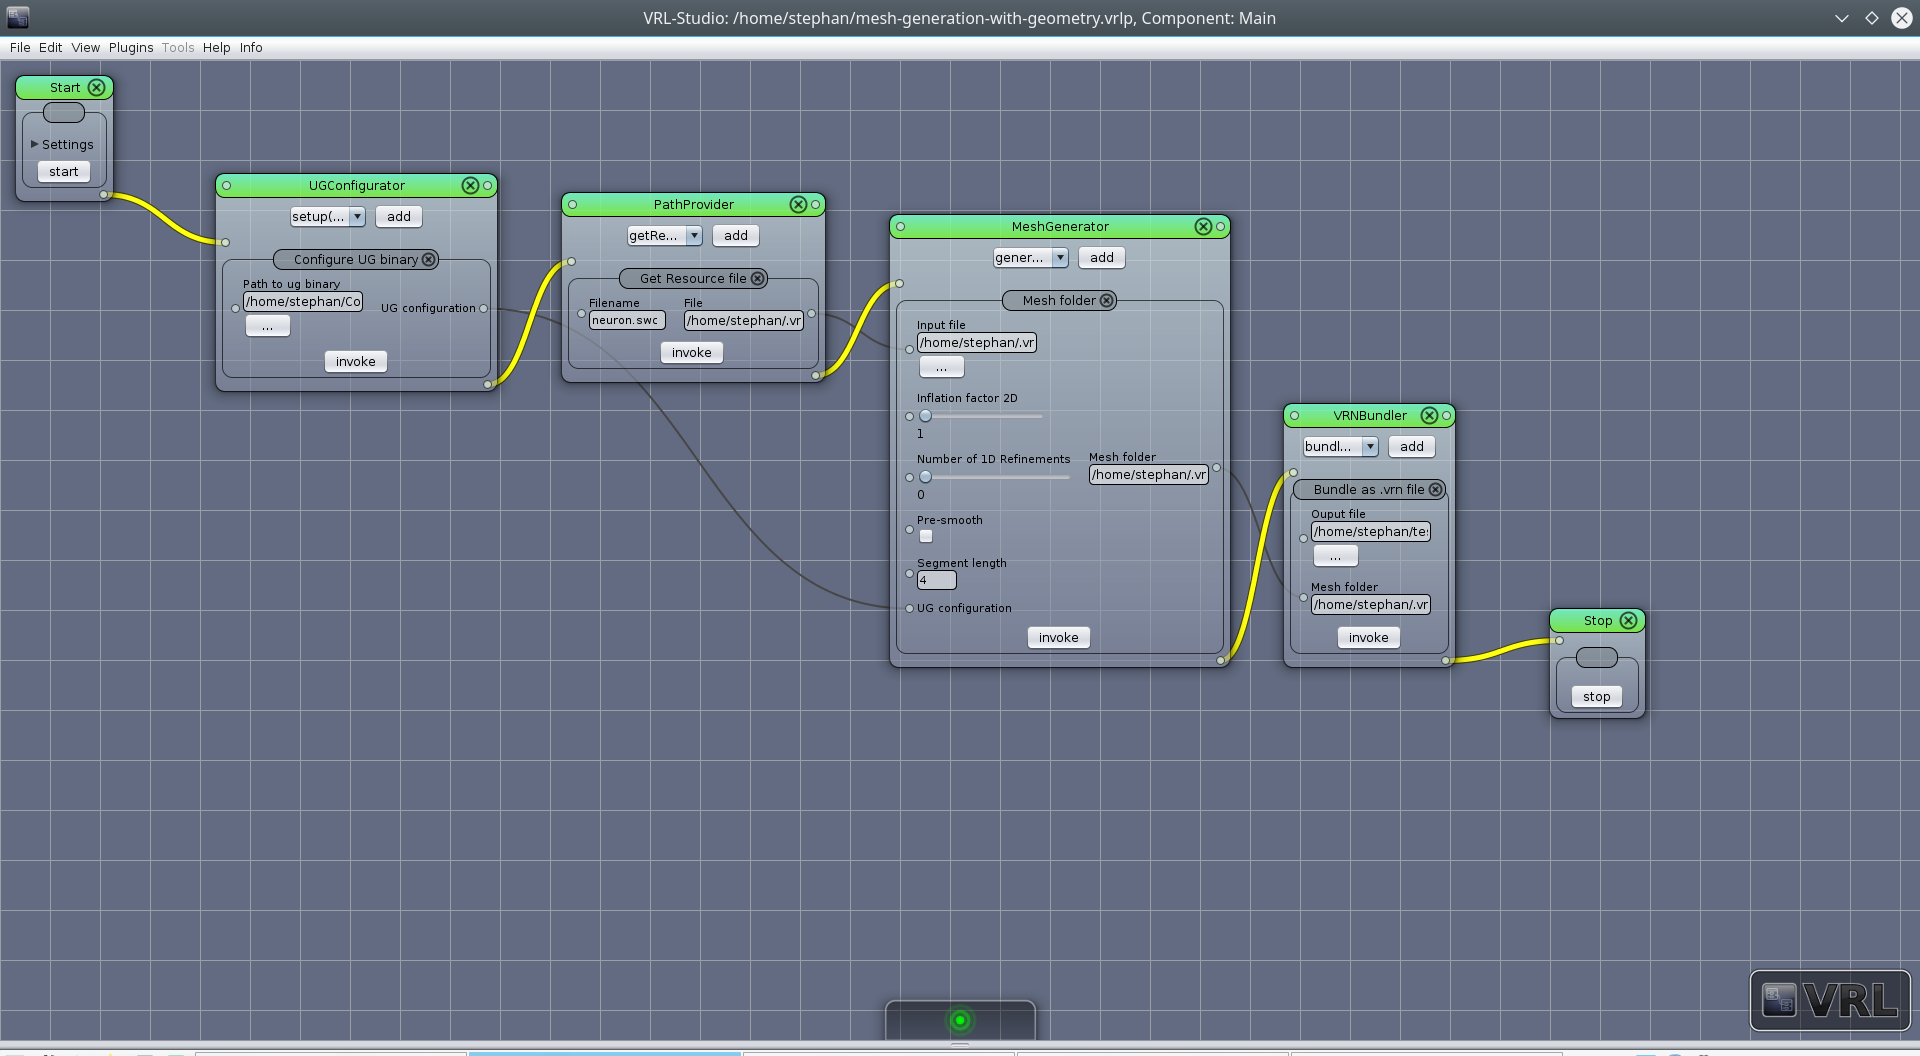 VRL-Studio: /home/stephan/mesh-generation-with-geometry.vrlp, Component: Main
File Edit View Plugins Tools Help Info
Start
Settings
start
UGConfigurator
setup(... add
Configure UG binary
Path to ug binary
/home/stephan/Co
UG configuration
...
invoke
PathProvider
getRe... add
Get Resource file
Filename File
neuron.swc /home/stephan/.vr
invoke
MeshGenerator
gener... add
Mesh folder
Input file
/home/stephan/.vr
...
Inflation factor 2D
1
Number of 1D Refinements
0
Mesh folder
/home/stephan/.vr
Pre-smooth
Segment length
4
UG configuration
invoke
VRNBundler
bundl... add
Bundle as .vrn file
Ouput file
/home/stephan/te
...
Mesh folder
/home/stephan/.vr
invoke
Stop
stop
VRL